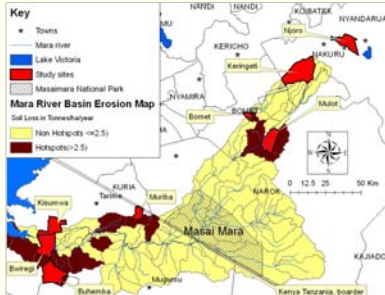 Key
Towns
Mara river
Lake Victoria
Study sites
Masaimara National Park
Mara River Basin Erosion Map
Soil Loss in Tonnes/ha/year
Non Hotspots <=2.5)
Hotspots(>2.5)
NANDI
NANDI
KOIBATEK
NYANDARUA
Njoro
KERICHO
NAKURU
Keringeti
NYAMIRA
BOMET
Bomet
Mulot
0 12.5 25 50 Km
KURIA
Tarime
Muriba
Kisumwa
NAROK
Masai Mara
KAJIADO
Bwiregi
Buhemba
Mugumu
Kenya Tanzania, boarder